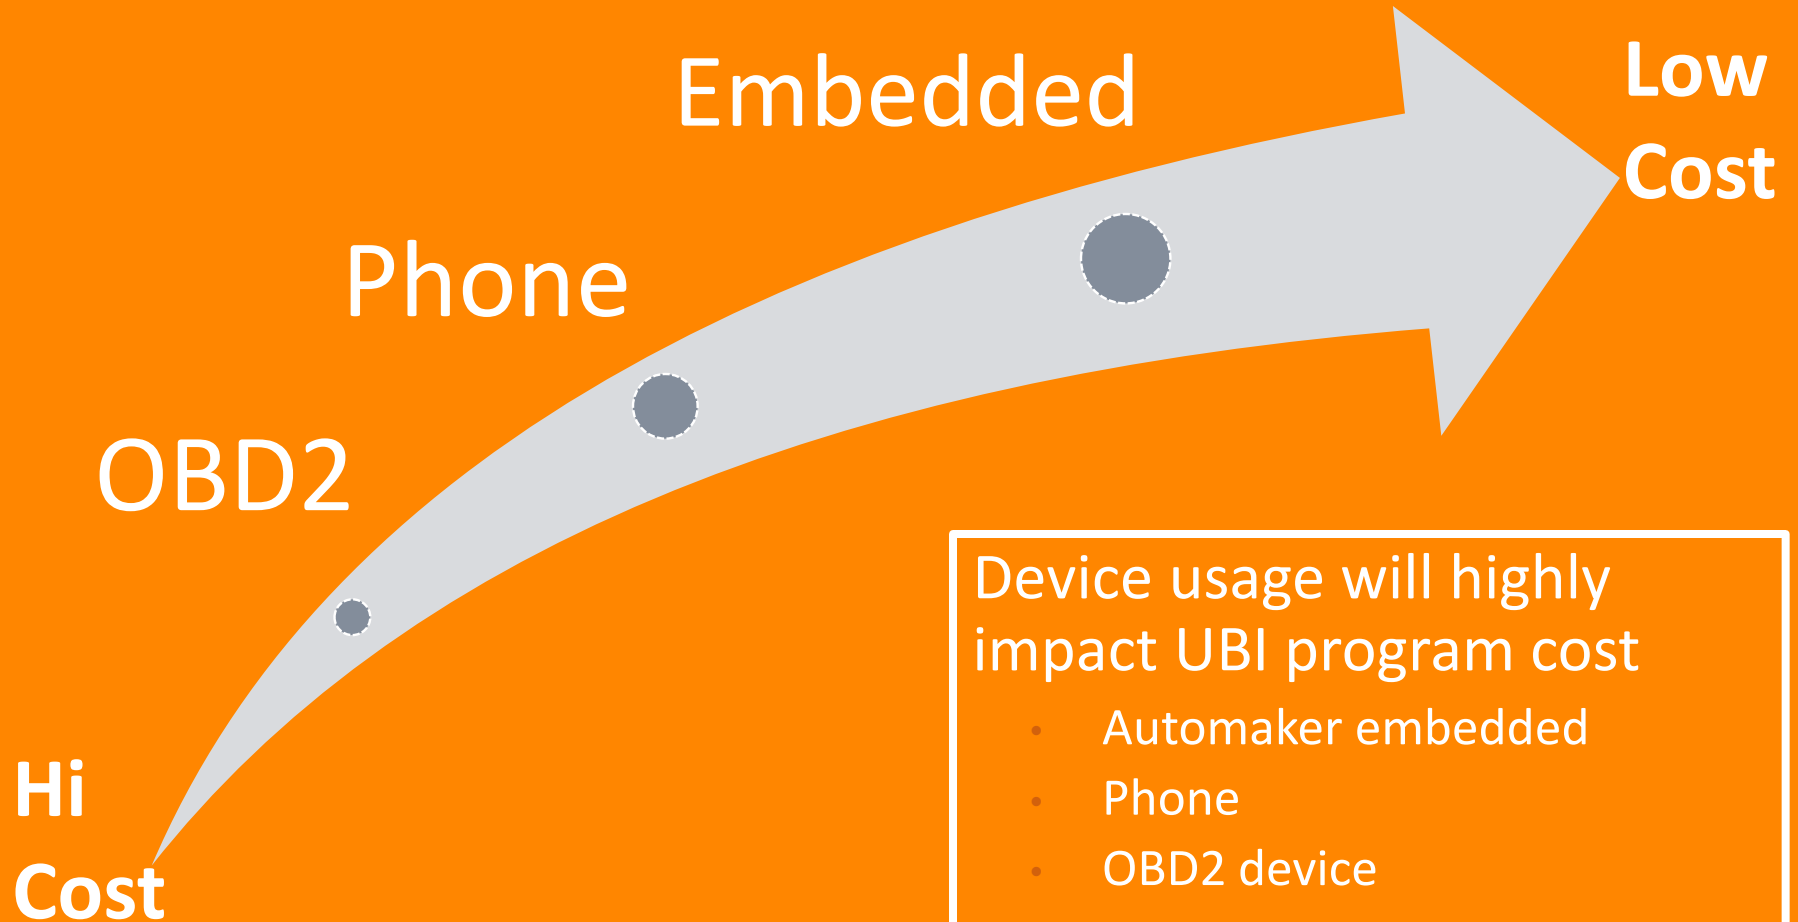 Embedded
Low
Cost
Phone
OBD2
Hi
Cost
Device usage will highly
impact UBI program cost
• Automaker embedded
• Phone
• OBD2 device